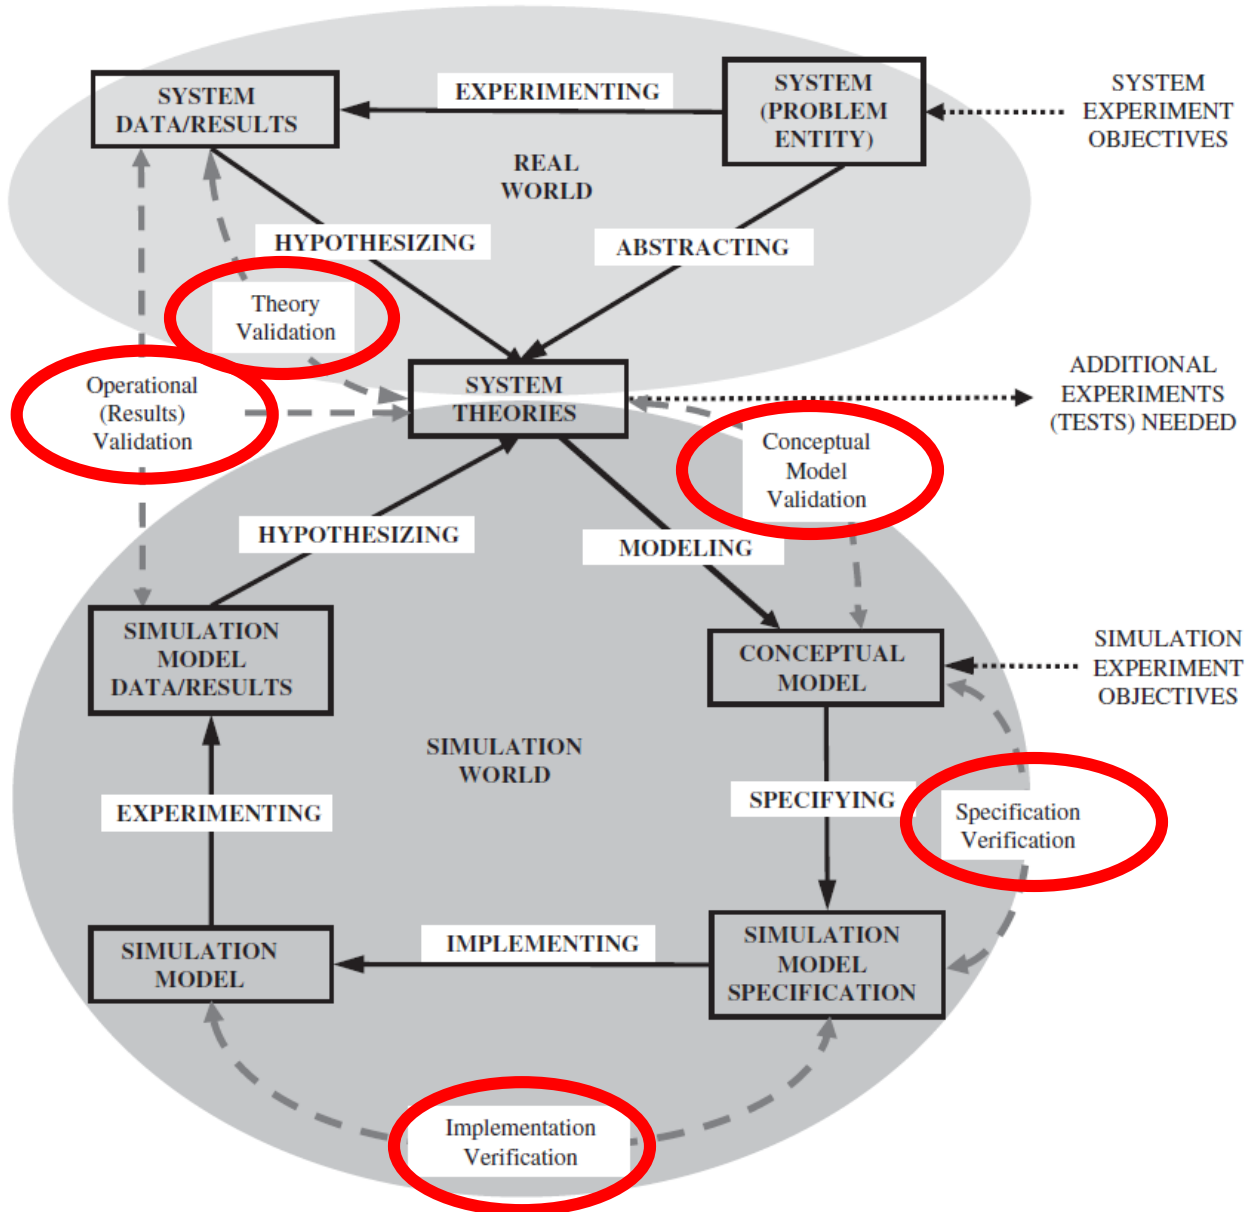 SYSTEM
DATA/RESULTS
EXPERIMENTING
SYSTEM
(PROBLEM
ENTITY)
SYSTEM
EXPERIMENT
OBJECTIVES
REAL
WORLD
HYPOTHESIZING
ABSTRACTING
Theory
Validation
Operational
(Results)
Validation
SYSTEM
THEORIES
ADDITIONAL
EXPERIMENTS
(TESTS) NEEDED
Conceptual
Model
Validation
HYPOTHESIZING
MODELING
SIMULATION
MODEL
DATA/RESULTS
CONCEPTUAL
MODEL
SIMULATION
EXPERIMENT
OBJECTIVES
SIMULATION
WORLD
EXPERIMENTING
SPECIFYING
Specification
Verification
SIMULATION
MODEL
IMPLEMENTING
SIMULATION
MODEL
SPECIFICATION
Implementation
Verification